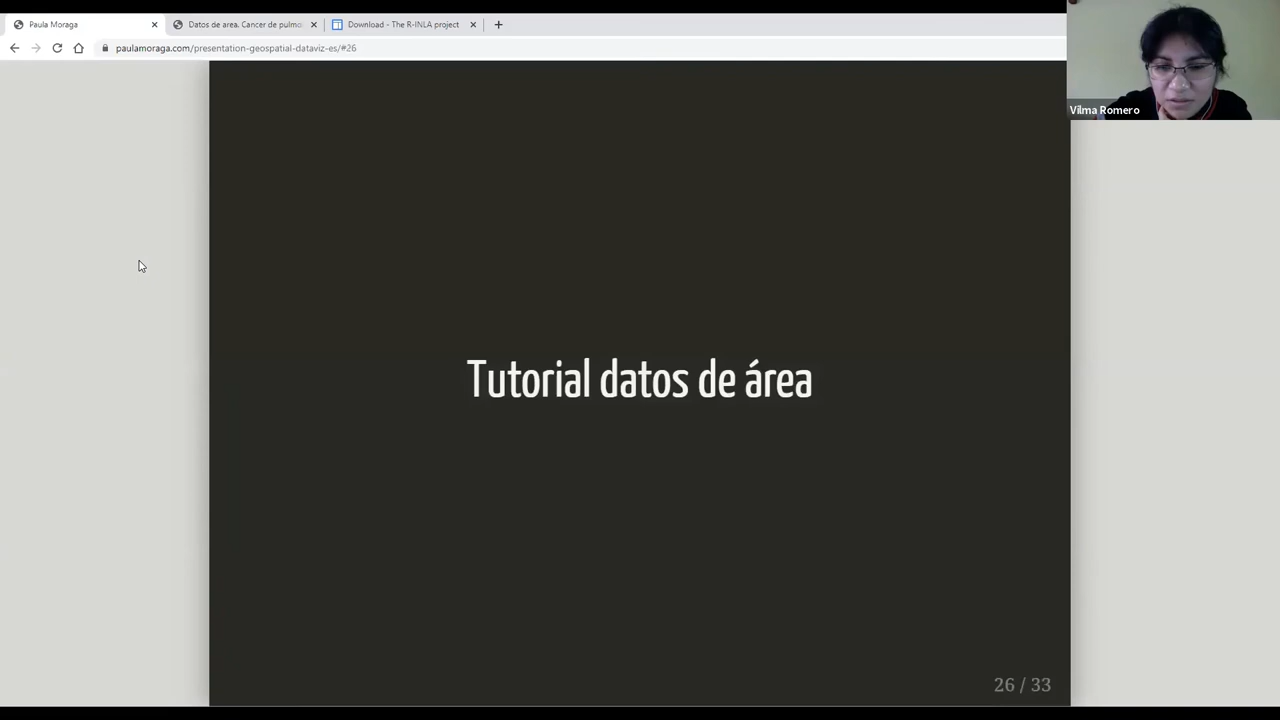 Paula Moraga
Datos de area. Cancer de pulmo
Download - The R-INLA project
paulamoraga.com/presentation-geospatial-dataviz-es/#26
Vilma Romero
Tutorial datos de área
26 / 33